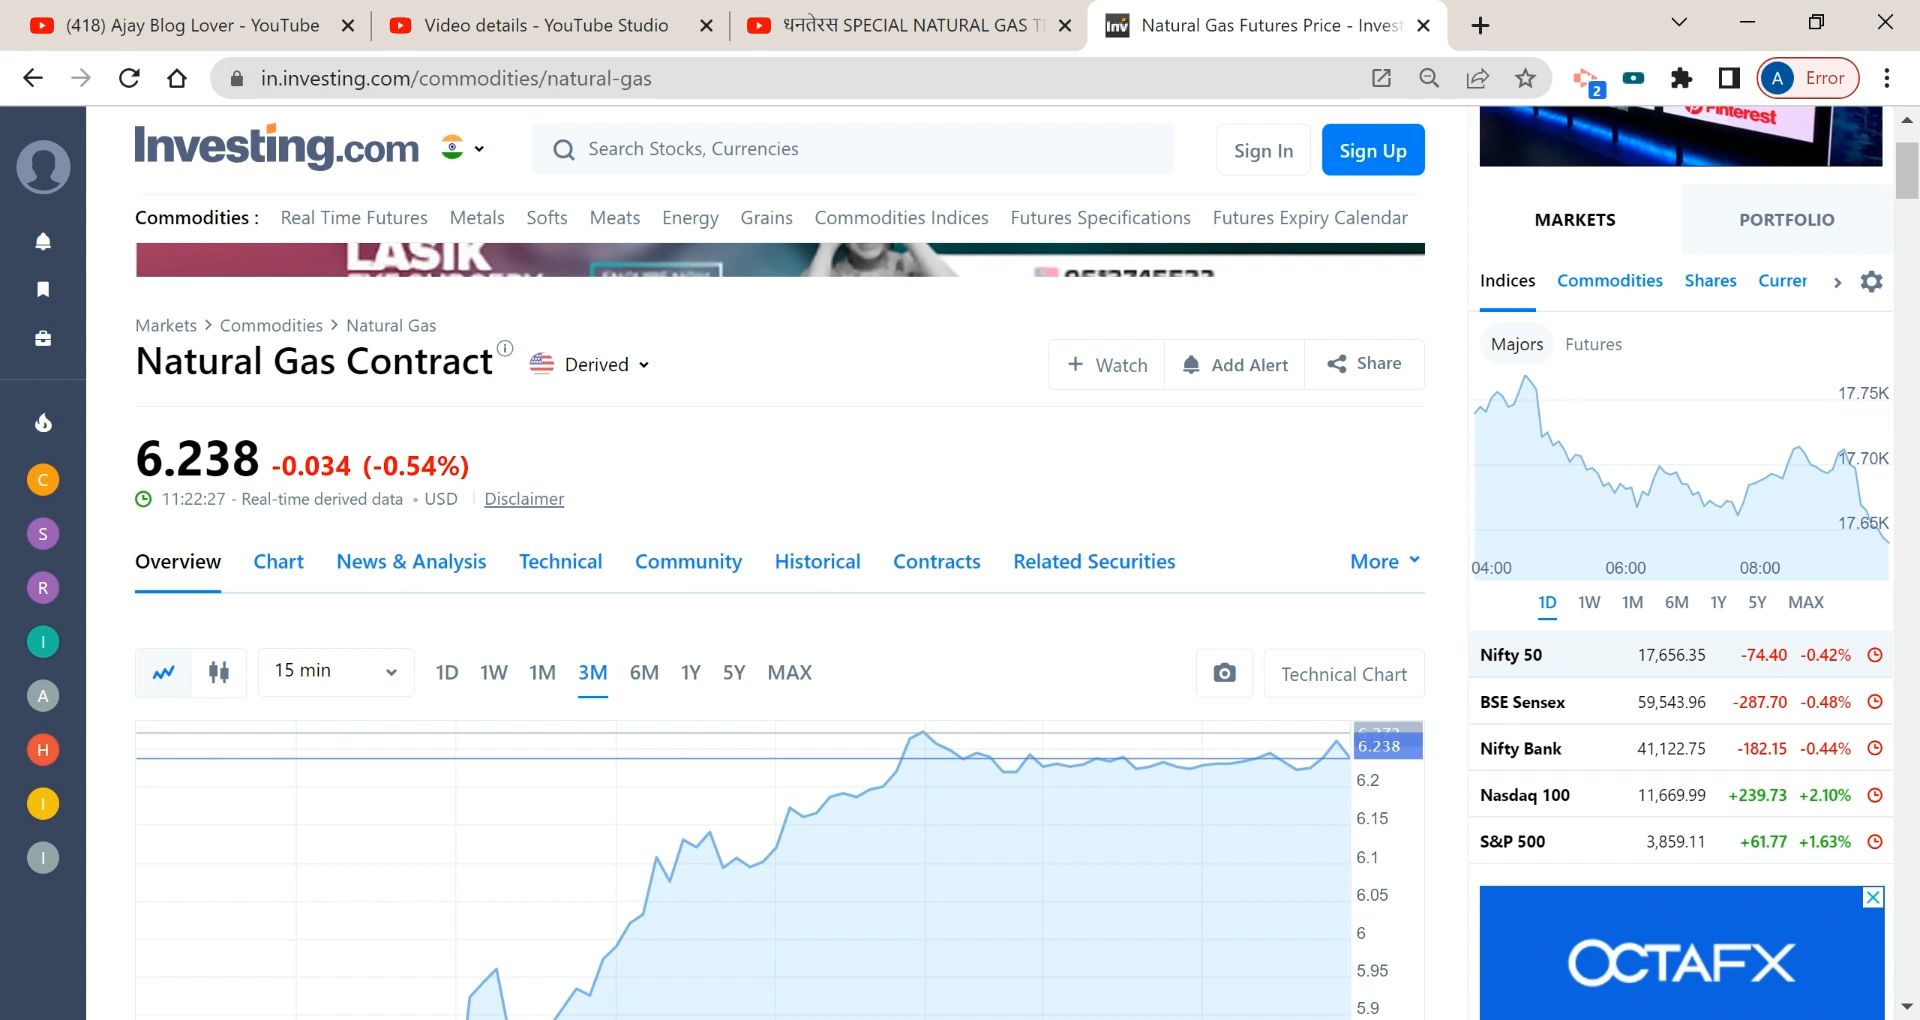 (418) Ajay Blog Lover - YouTube
Video details - YouTube Studio
धनतेरस SPECIAL NATURAL GAS
Natural Gas Futures Price - Invest
in.investing.com/commodities/natural-gas
2
A Error
Investing.com
Search Stocks, Currencies
Sign In
Sign Up
Commodities :
Real Time Futures
Metals
Softs
Meats
Energy
Grains
Commodities Indices
Futures Specifications
Futures Expiry Calendar
LASIK
Markets > Commodities > Natural Gas
Natural Gas Contract
Derived
+ Watch
Add Alert
Share
6.238 -0.034 (-0.54%)
11:22:27 - Real-time derived data • USD
Disclaimer
Overview
Chart
News & Analysis
Technical
Community
Historical
Contracts
Related Securities
More
15 min
1D
1W
1M
3M
6M
1Y
5Y
MAX
Technical Chart
6.238
6.2
6.15
6.1
6.05
6
5.95
5.9
C
S
R
I
A
H
I
I
Pinterest
MARKETS
PORTFOLIO
Indices
Commodities
Shares
Curren
Majors
Futures
17.75K
17.70K
17.65K
04:00
06:00
08:00
1D
1W
1M
6M
1Y
5Y
MAX
Nifty 50 17,656.35 -74.40 -0.42%
BSE Sensex 59,543.96 -287.70 -0.48%
Nifty Bank 41,122.75 -182.15 -0.44%
Nasdaq 100 11,669.99 +239.73 +2.10%
S&P 500 3,859.11 +61.77 +1.63%
OCTAFX